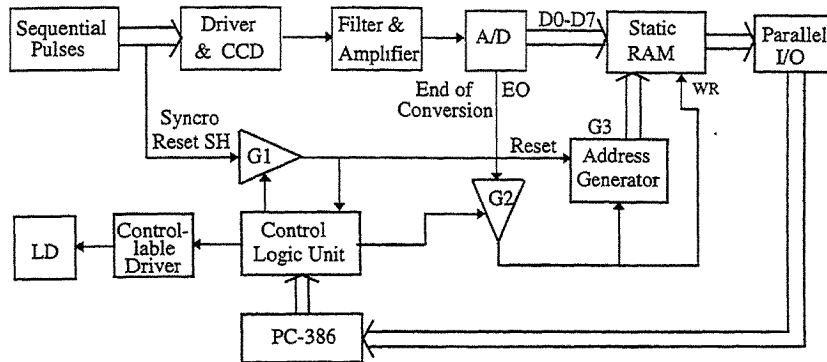 Sequential
Pulses
Driver
& CCD
Filter &
Amplifier
A/D
D0-D7
Static
RAM
Parallel
I/O
End of
Conversion
EO
WR
Syncro
Reset SH
G1
Reset
G3
Address
Generator
G2
LD
Control-
lable
Driver
Control
Logic Unit
PC-386